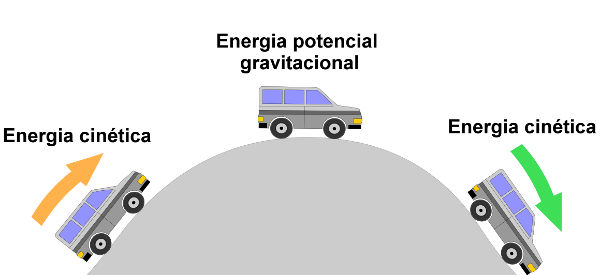 Energia potencial
gravitacional
Energia cinética
Energia cinética